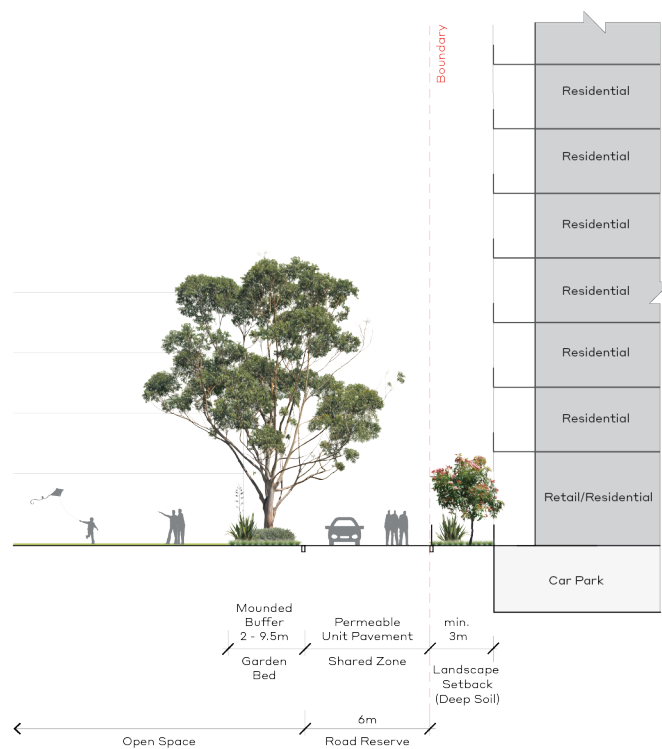 Boundary
Residential
Residential
Residential
Residential
Residential
Residential
Retail/Residential
Car Park
Mounded
Buffer
2 - 9.5m
Permeable
Unit Pavement
min.
3m
Garden
Bed
Shared Zone
Landscape
Setback
(Deep Soil)
6m
Open Space
Road Reserve